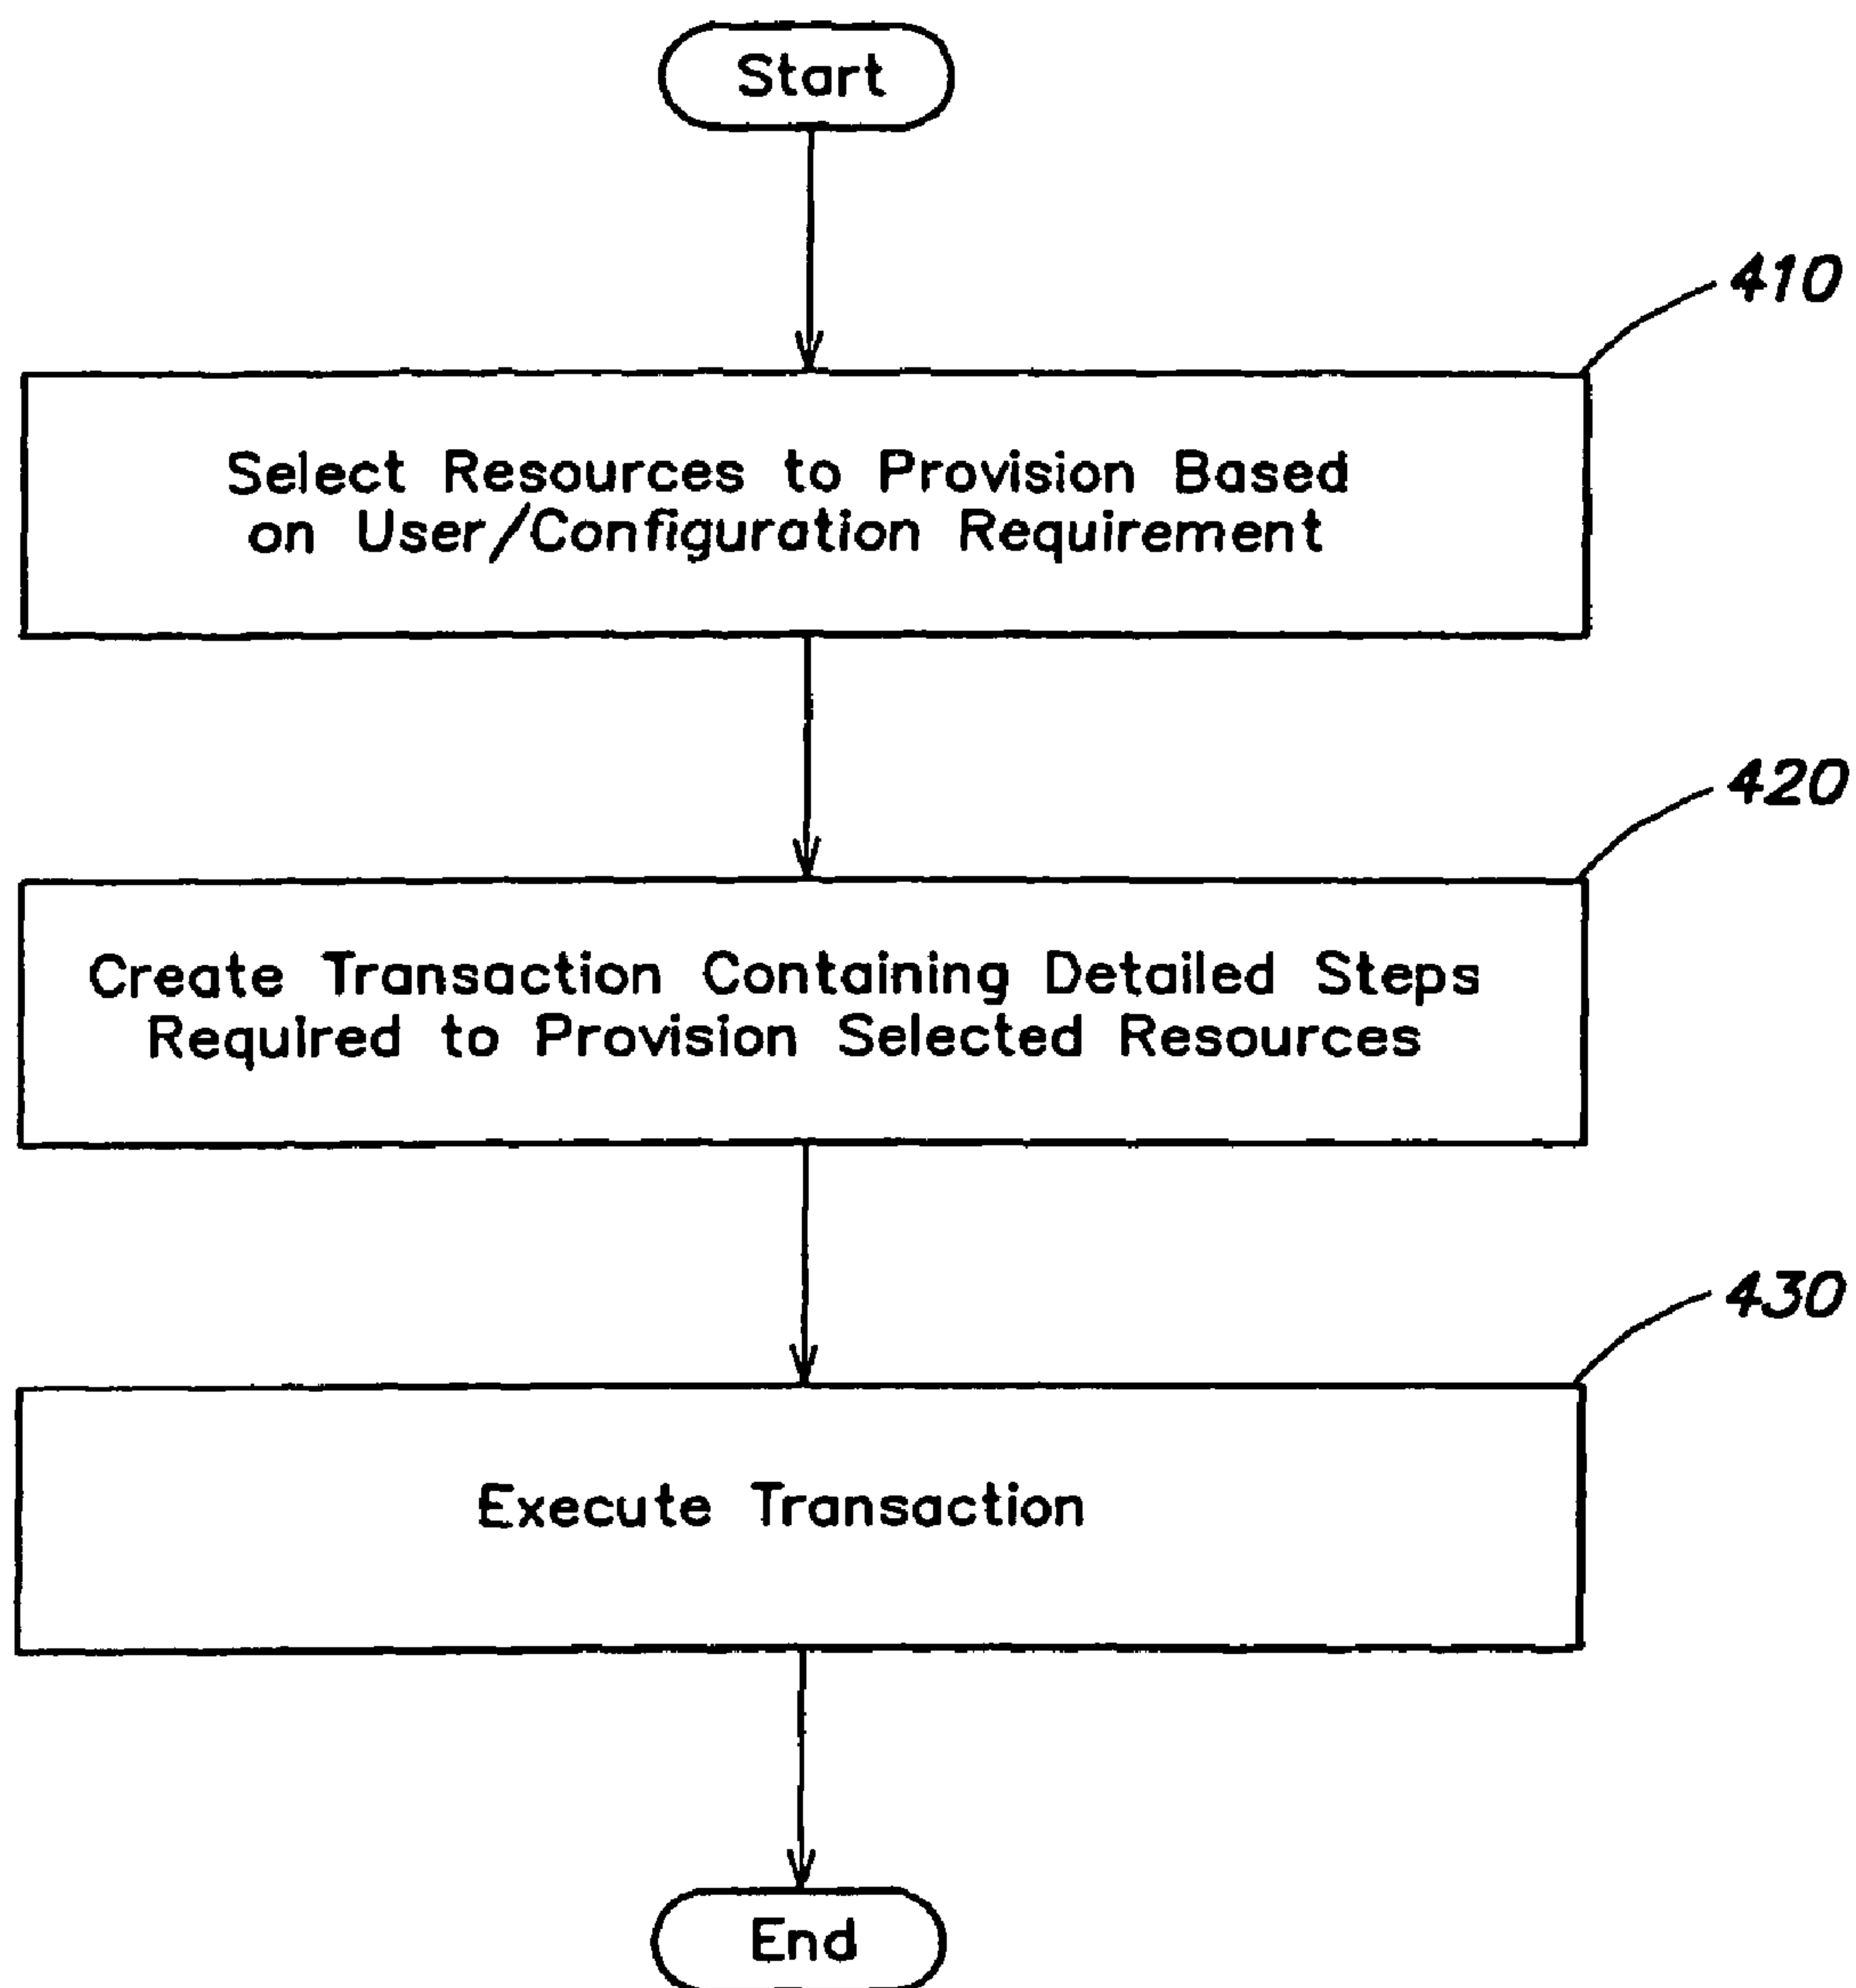 Start
410
Select Resources to Provision Based
on User/Configuration Requirement
420
Create Transaction Containing Detailed Steps
Required to Provision Selected Resources
430
Execute Transaction
End